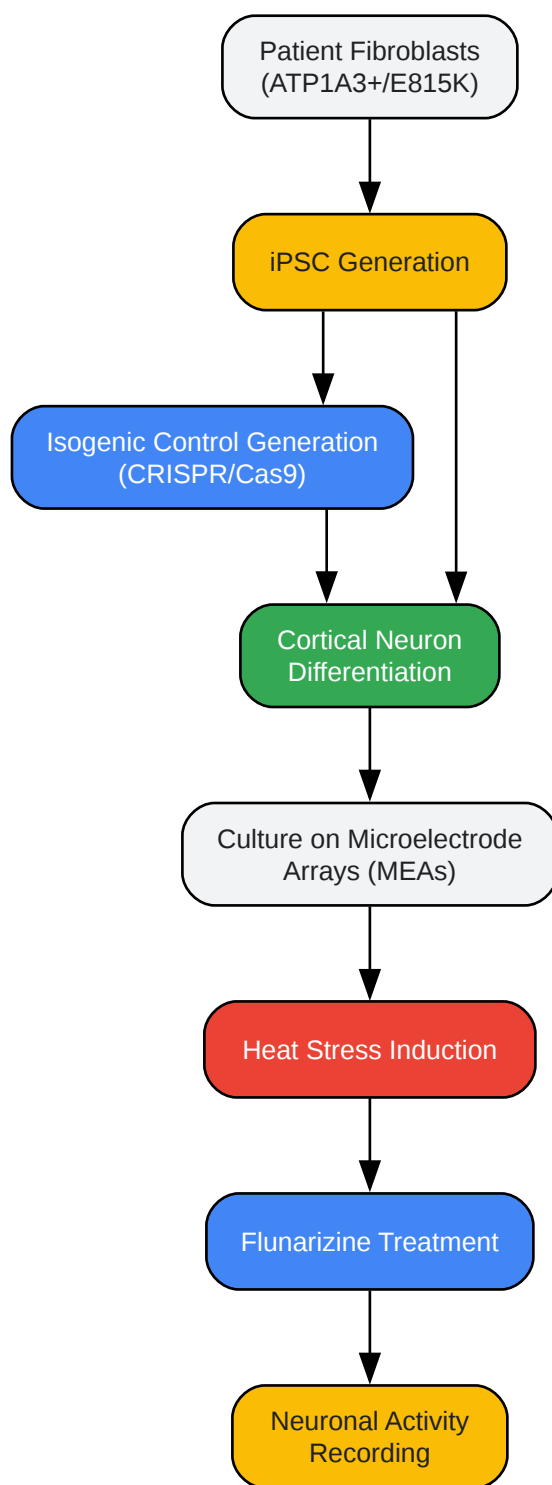 Patient Fibroblasts
(ATP1A3+/E815K)
iPSC Generation
Isogenic Control Generation
(CRISPR/Cas9)
Cortical Neuron
Differentiation
Culture on Microelectrode
Arrays (MEAs)
Heat Stress Induction
Flunarizine Treatment
Neuronal Activity
Recording